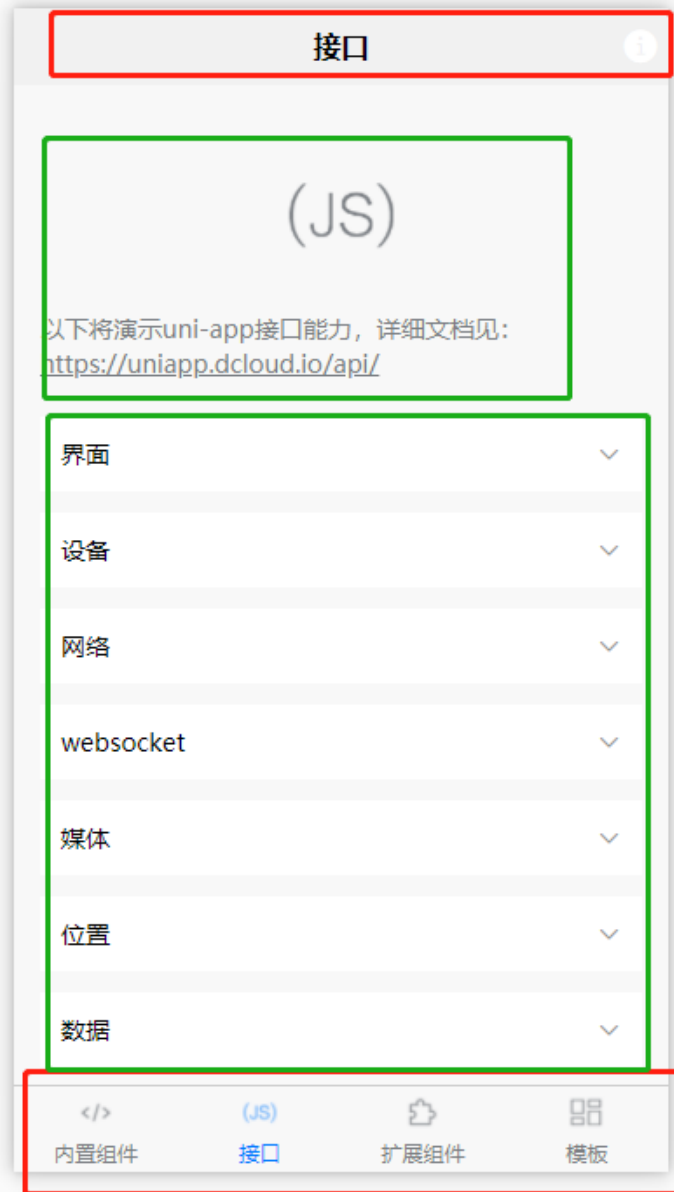 接口
i
(JS)
以下将演示uni-app接口能力，详细文档见：
https://uniapp.dcloud.io/api/
界面
设备
网络
websocket
媒体
位置
数据
</> (JS)
内置组件 接口 扩展组件 模板